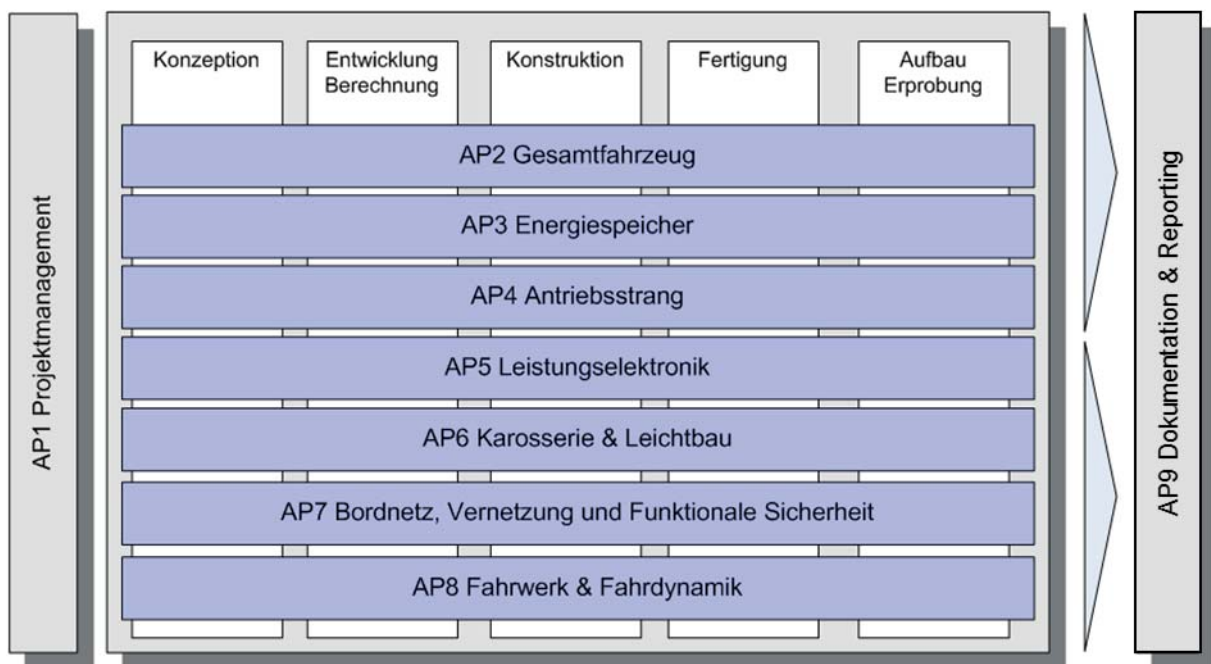 AP1 Projektmanagement
Konzeption
Entwicklung
Berechnung
Konstruktion
Fertigung
Aufbau
Erprobung
AP2 Gesamtfahrzeug
AP3 Energiespeicher
AP4 Antriebsstrang
AP5 Leistungselektronik
AP6 Karosserie & Leichtbau
AP7 Bordnetz, Vernetzung und Funktionale Sicherheit
AP8 Fahrwerk & Fahrdynamik
AP9 Dokumentation & Reporting